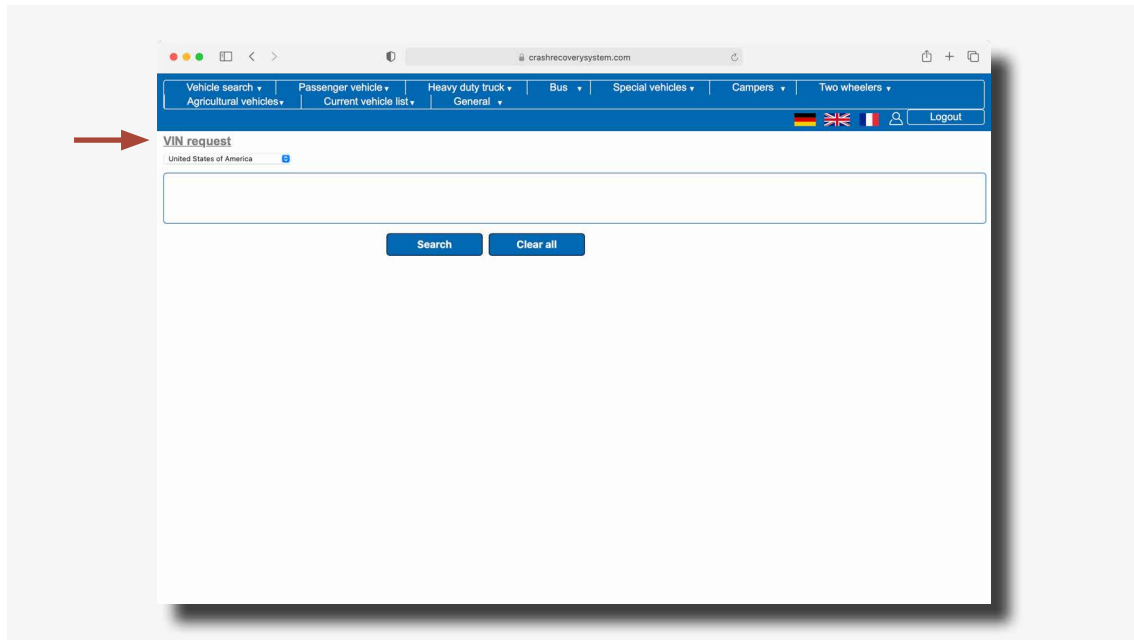 crashrecoverysystem.com
Vehicle search Passenger vehicle Heavy duty truck Bus Special vehicles Campers Two wheelers
Agricultural vehicles Current vehicle list General
Logout
VIN request
United States of America
Search Clear all